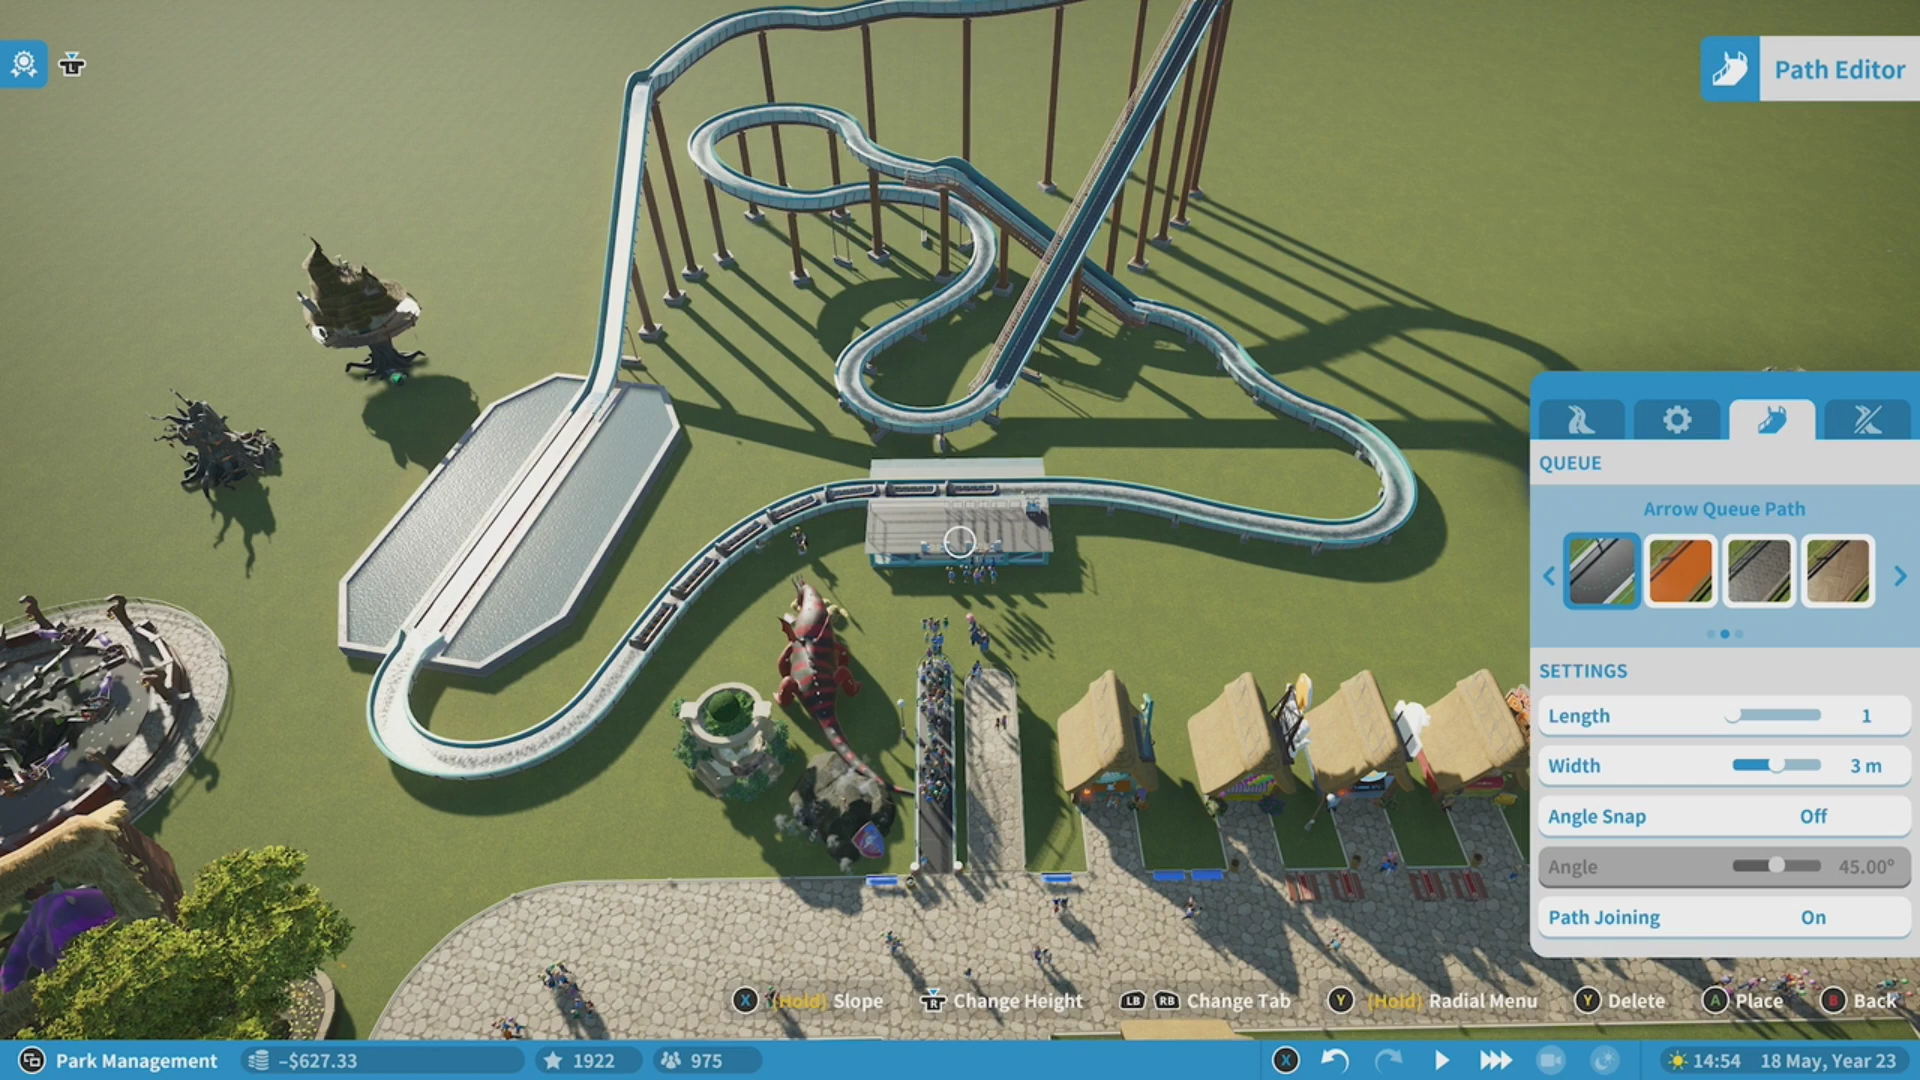 L
Path Editor
QUEUE
Arrow Queue Path
SETTINGS
Length 1
Width 3 m
Angle Snap Off
Angle 45.00°
Path Joining On
X (Hold) Slope R Change Height LB RB Change Tab Y (Hold) Radial Menu Y Delete A Place B Back
Park Management -$627.33 1922 975 X 14:54 18 May, Year 23